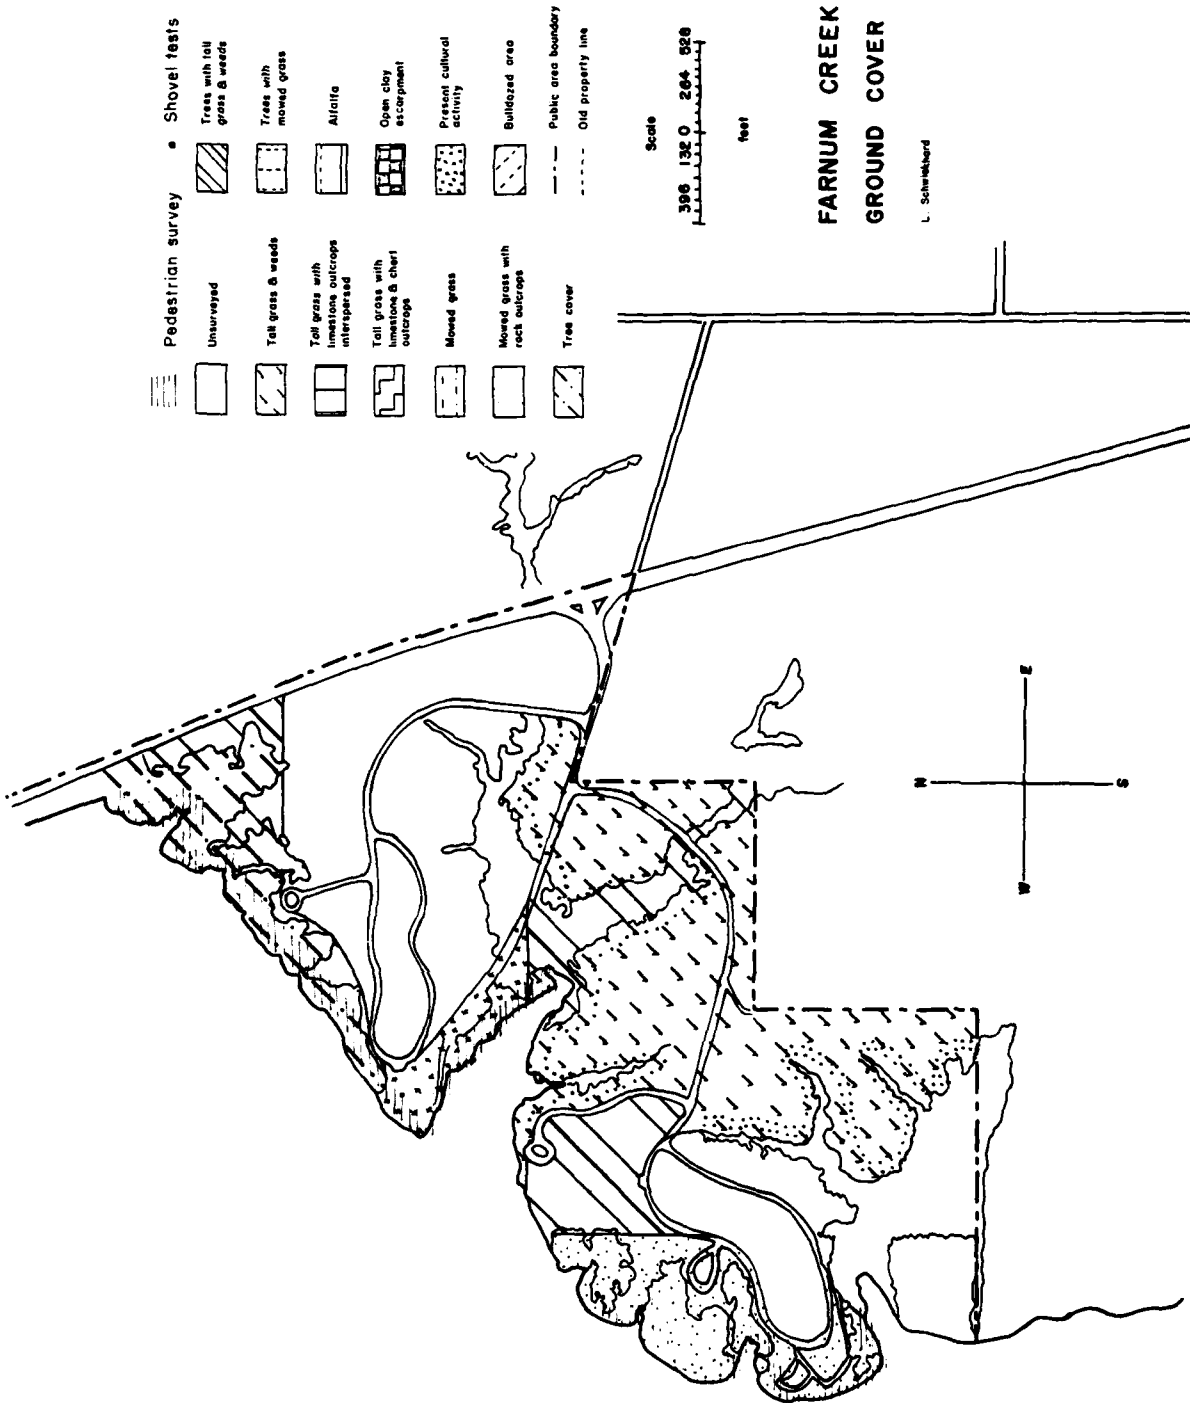 Pedestrian survey
Shovel tests
Unsurveyed
Tall grass & weeds
Tall grass with
limestone outcrops
interspersed
Tall grass with
limestone & chert
outcrops
Mowed grass
Mowed grass with
rock outcrops
Tree cover
Trees with tall
grass & weeds
Trees with
mowed grass
Alfalfa
Open clay
escarpment
Present cultural
activity
Bulldozed area
Public area boundary
Old property line
Scale
396 132 0 264 528
feet
FARNUM CREEK
GROUND COVER
L. Schwiekhard
N
W
E
S